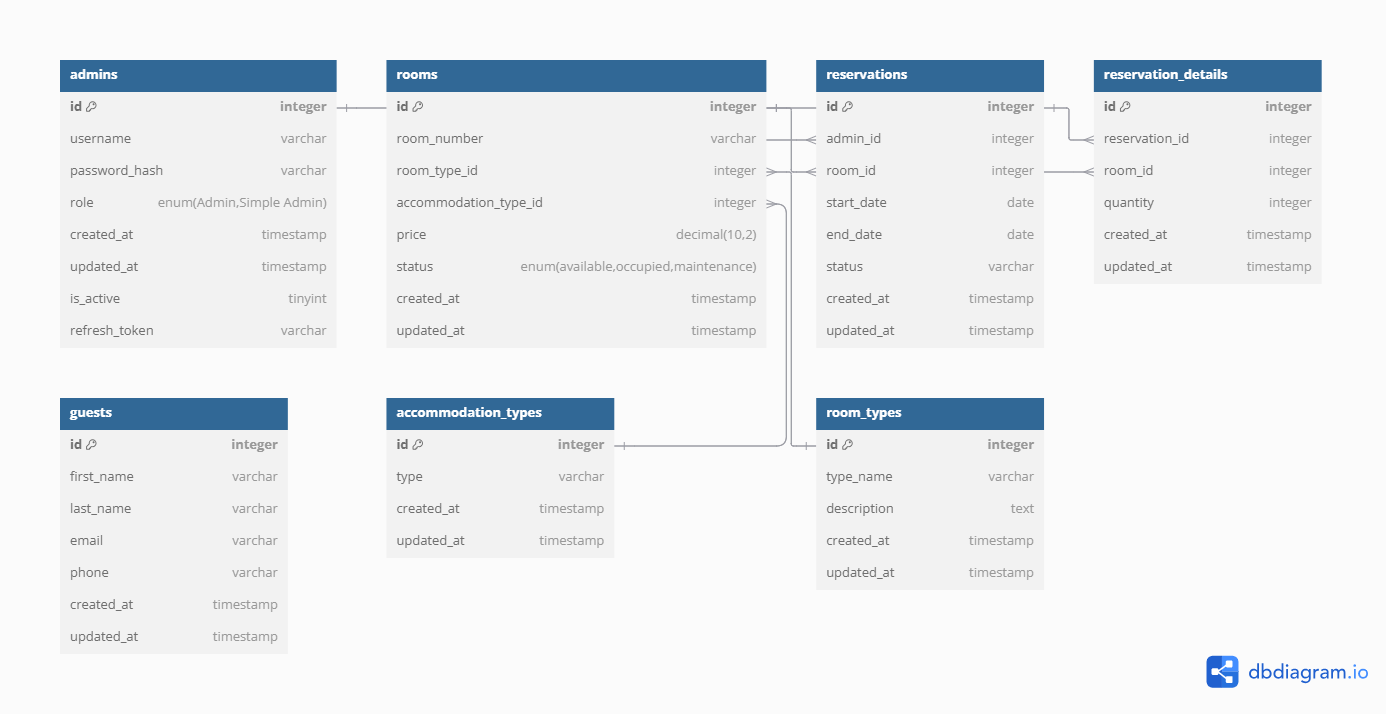 admins
id integer
username varchar
password_hash varchar
role enum(Admin,Simple Admin)
created_at timestamp
updated_at timestamp
is_active tinyint
refresh_token varchar
rooms
id integer
room_number varchar
room_type_id integer
accommodation_type_id integer
price decimal(10,2)
status enum(available,occupied,maintenance)
created_at timestamp
updated_at timestamp
reservations
id integer
admin_id integer
room_id integer
start_date date
end_date date
status varchar
created_at timestamp
updated_at timestamp
reservation_details
id integer
reservation_id integer
room_id integer
quantity integer
created_at timestamp
updated_at timestamp
guests
id integer
first_name varchar
last_name varchar
email varchar
phone varchar
created_at timestamp
updated_at timestamp
accommodation_types
id integer
type varchar
created_at timestamp
updated_at timestamp
room_types
id integer
type_name varchar
description text
created_at timestamp
updated_at timestamp
dbdiagram.io